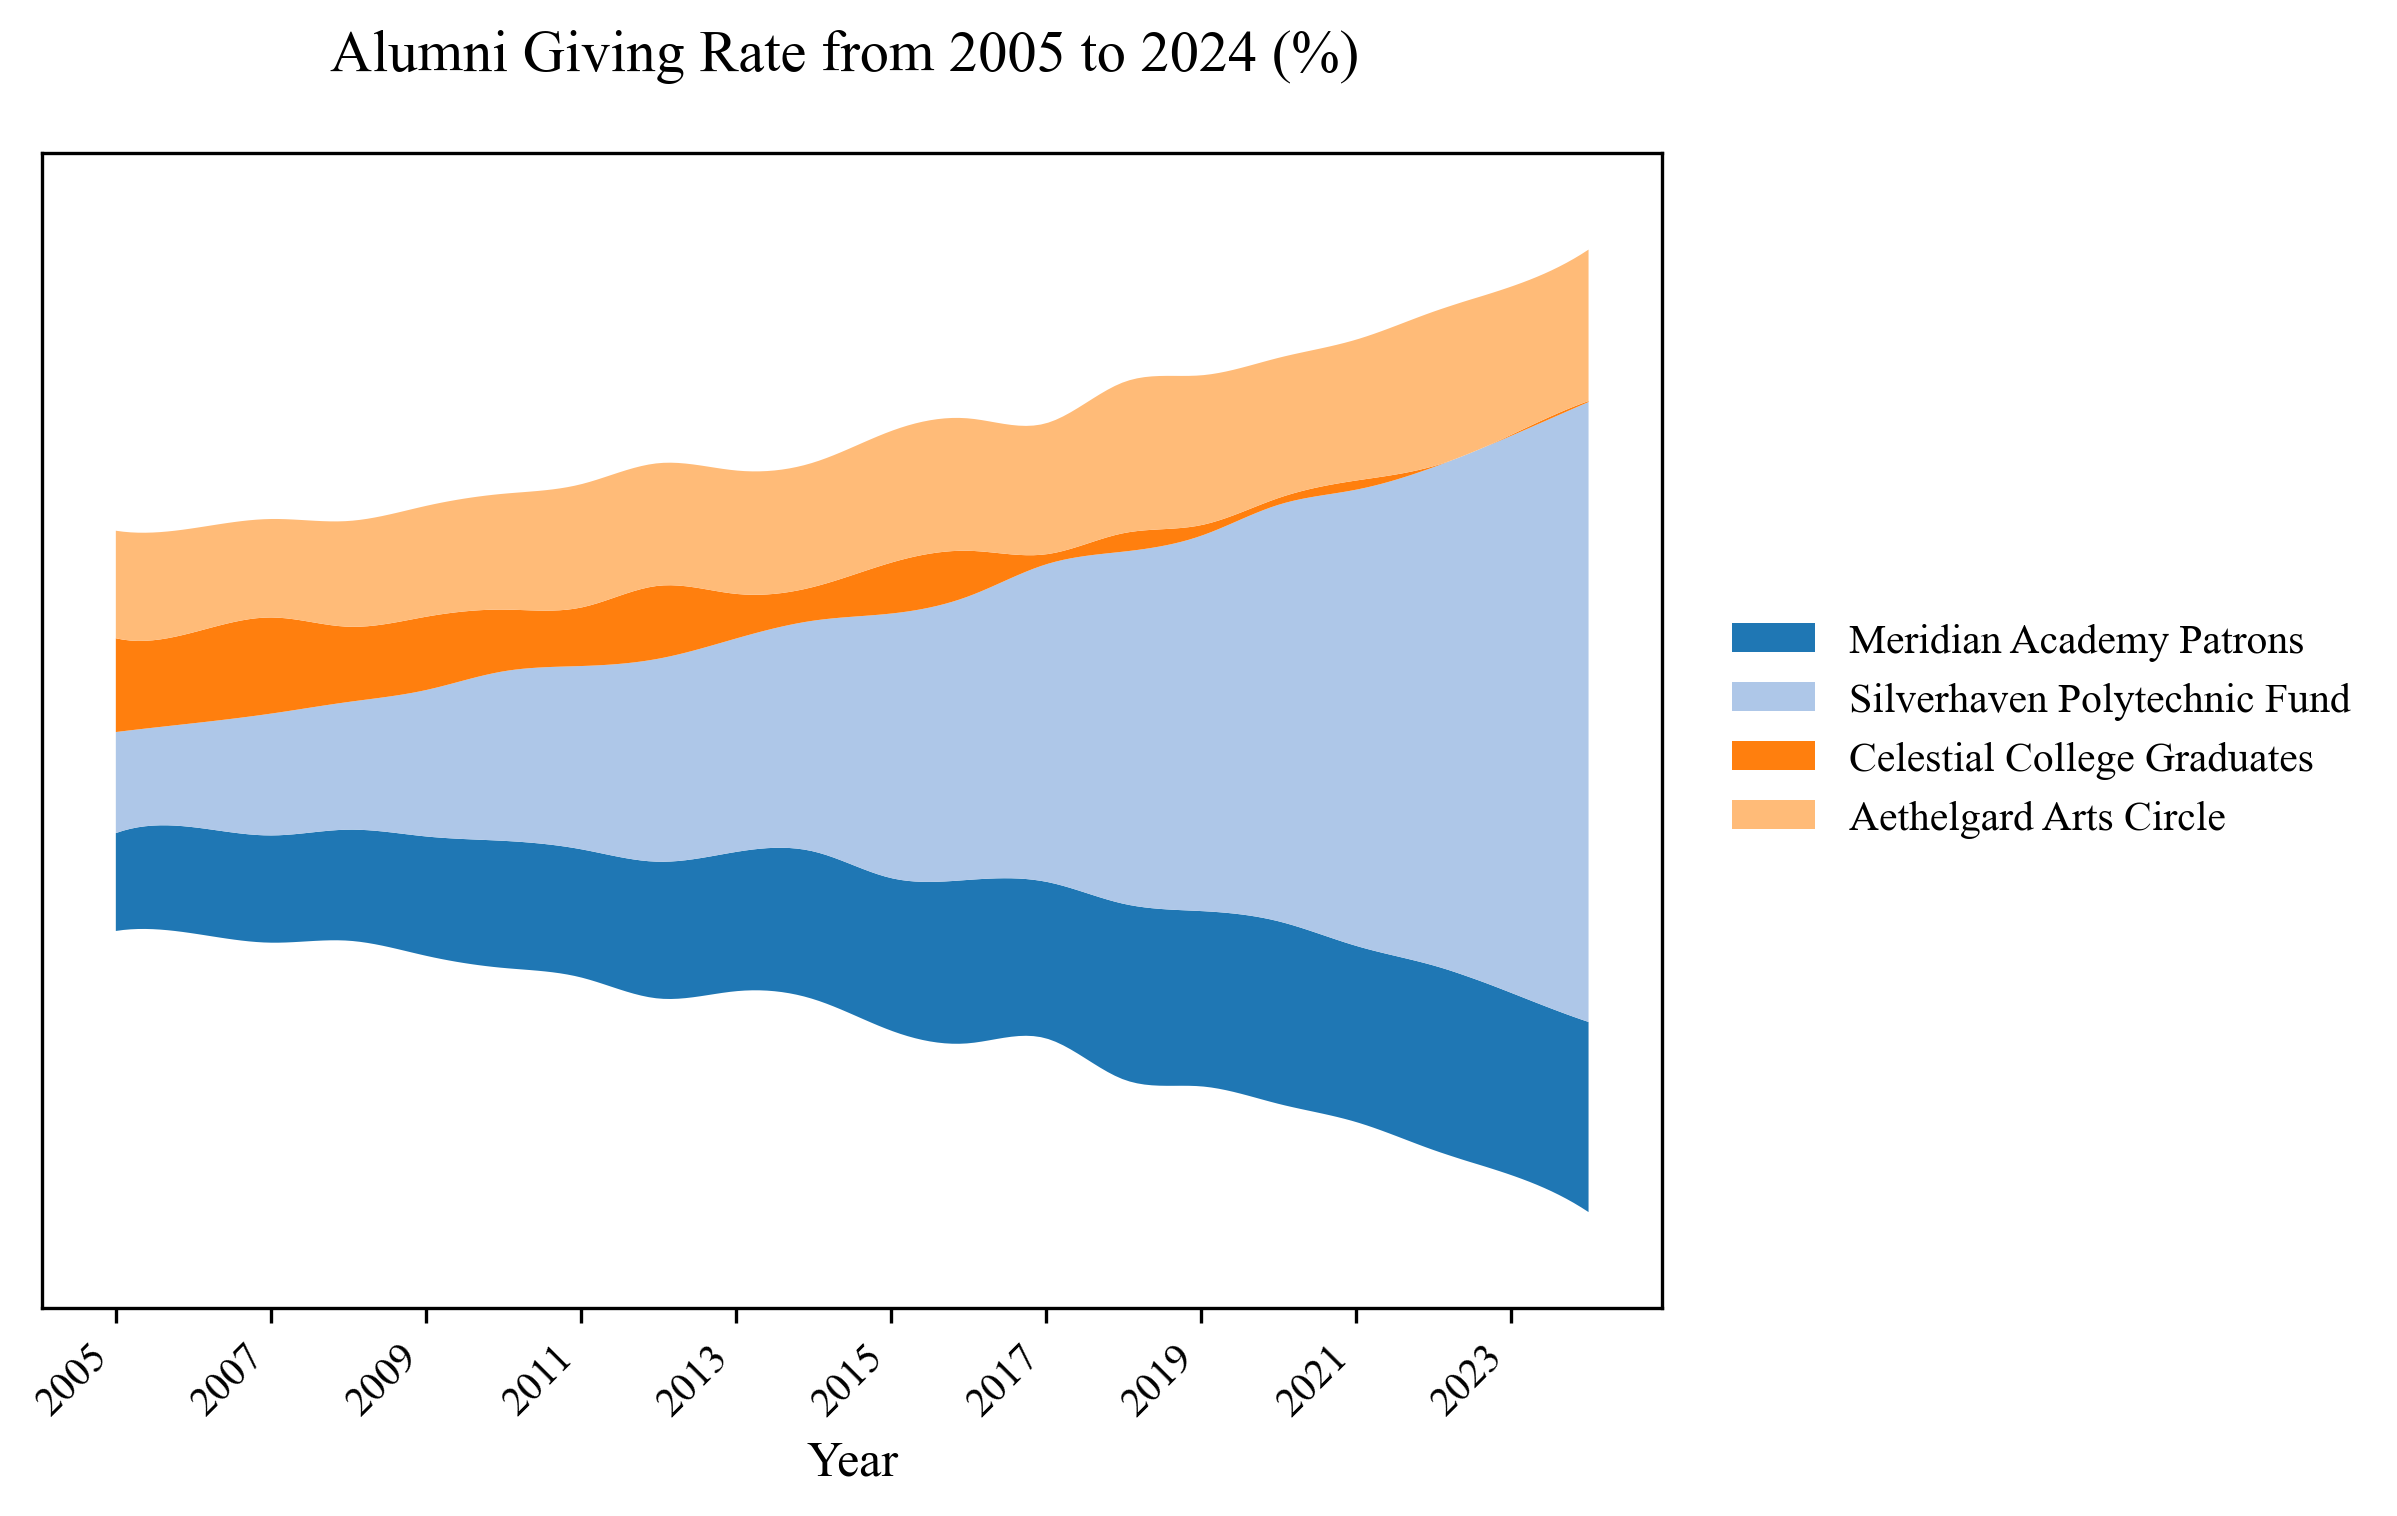 Alumni Giving Rate from 2005 to 2024 (%)
Meridian Academy Patrons
Silverhaven Polytechnic Fund
Celestial College Graduates
Aethelgard Arts Circle
2005
2007
2009
2011
2013
2015
2017
2019
2021
2023
Year